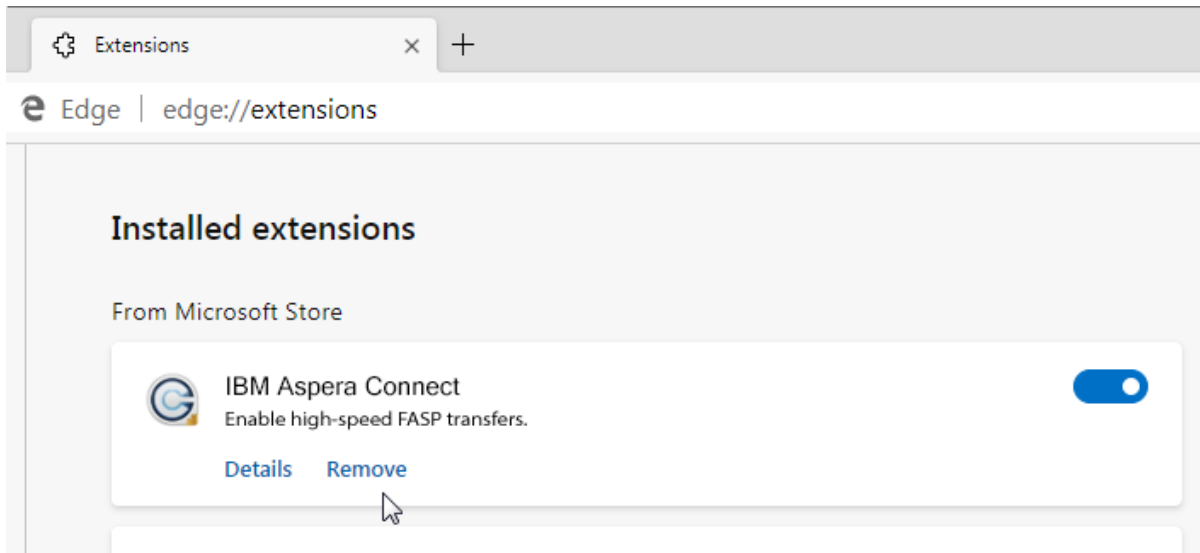 Extensions
Edge | edge://extensions
Installed extensions
From Microsoft Store
IBM Aspera Connect
Enable high-speed FASP transfers.
Details Remove